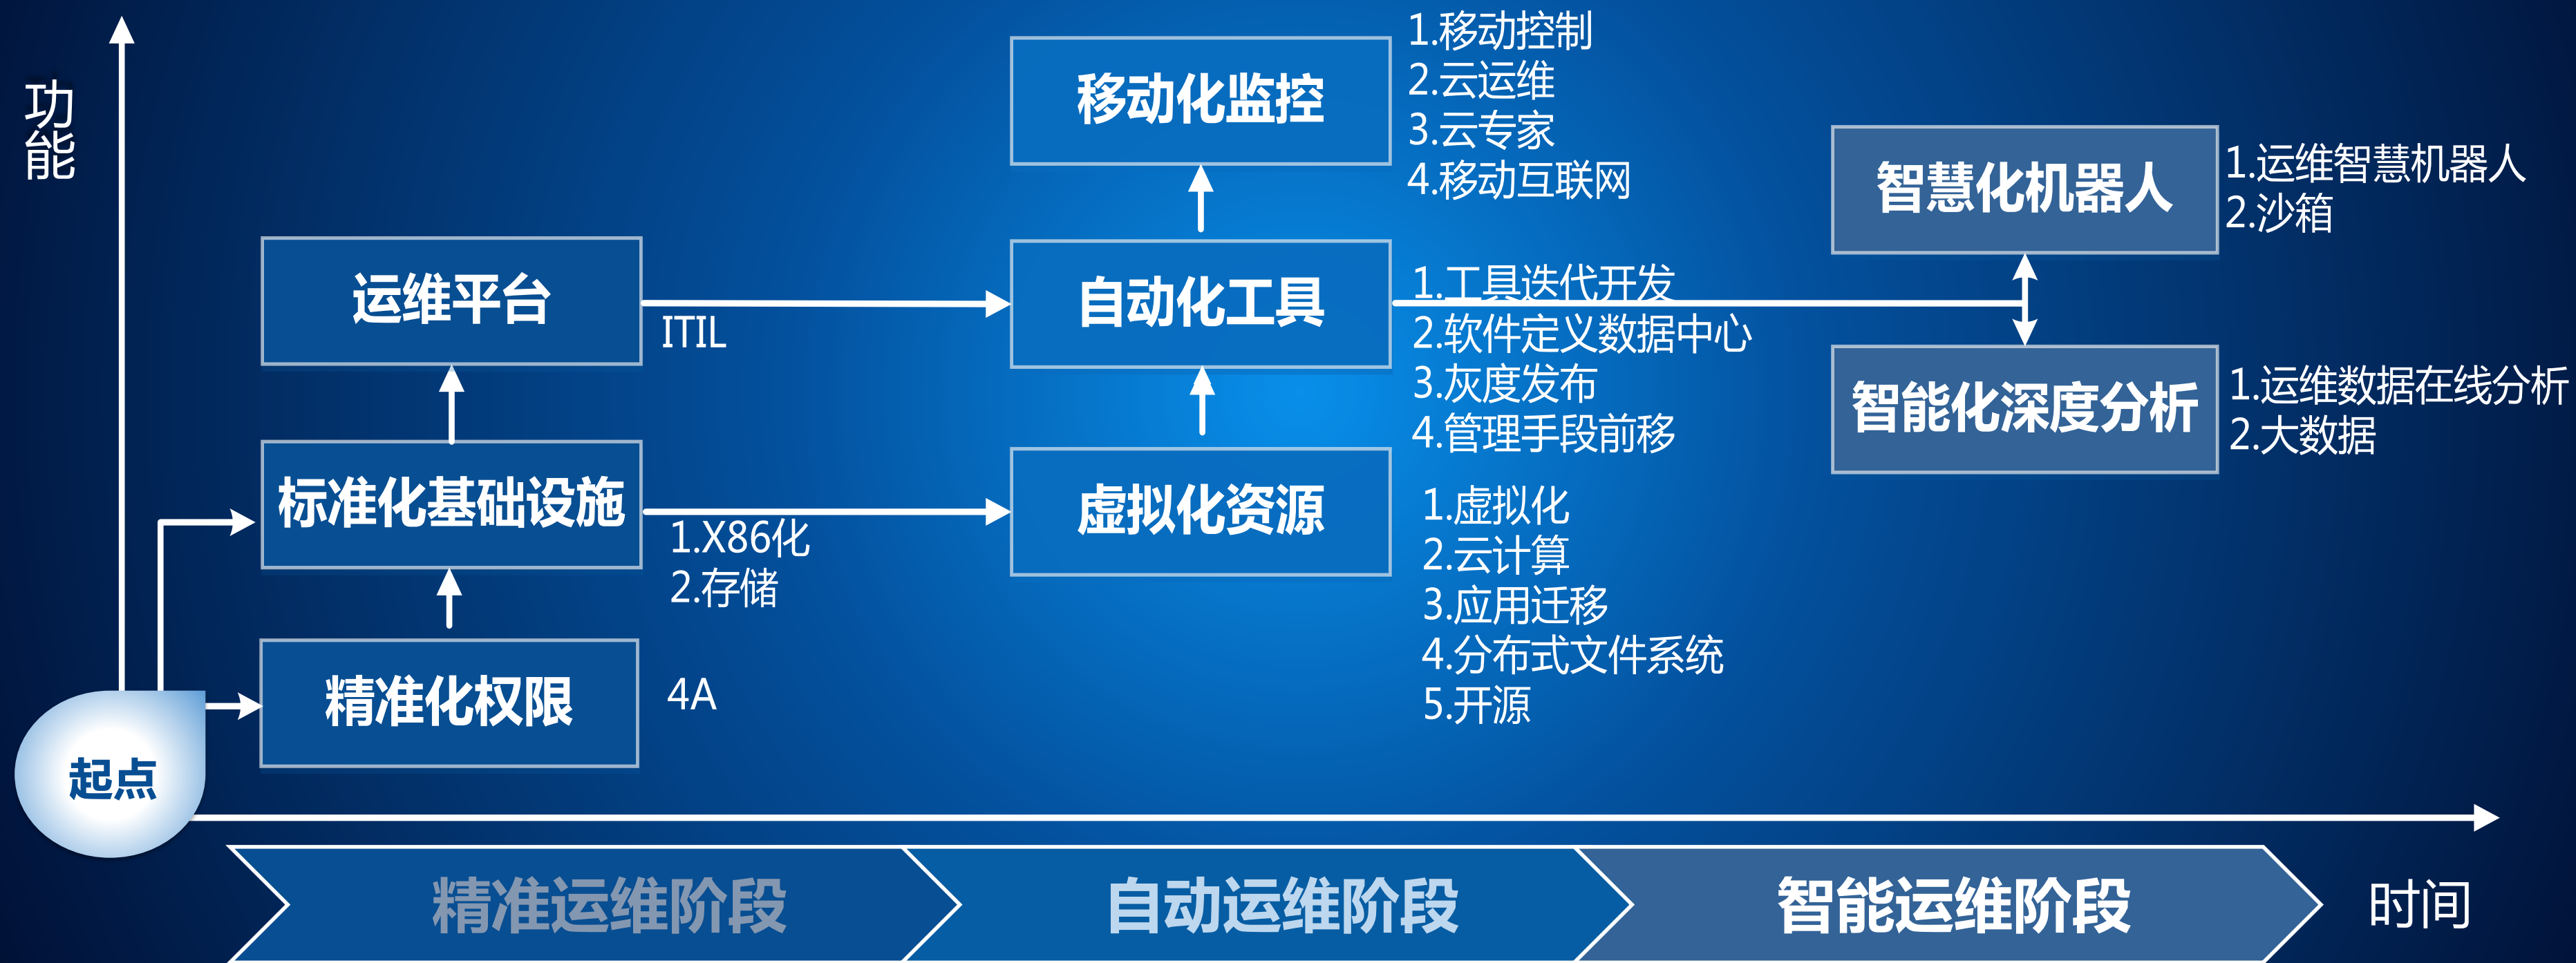 功能
移动化监控
1.移动控制
2.云运维
3.云专家
4.移动互联网
智慧化机器人
1.运维智慧机器人
2.沙箱
运维平台
ITIL
自动化工具
1.工具迭代开发
2.软件定义数据中心
3.灰度发布
4.管理手段前移
智能化深度分析
1.运维数据在线分析
2.大数据
标准化基础设施
1.X86化
2.存储
虚拟化资源
1.虚拟化
2.云计算
3.应用迁移
4.分布式文件系统
5.开源
精准化权限
4A
起点
精准运维阶段
自动运维阶段
智能运维阶段
时间